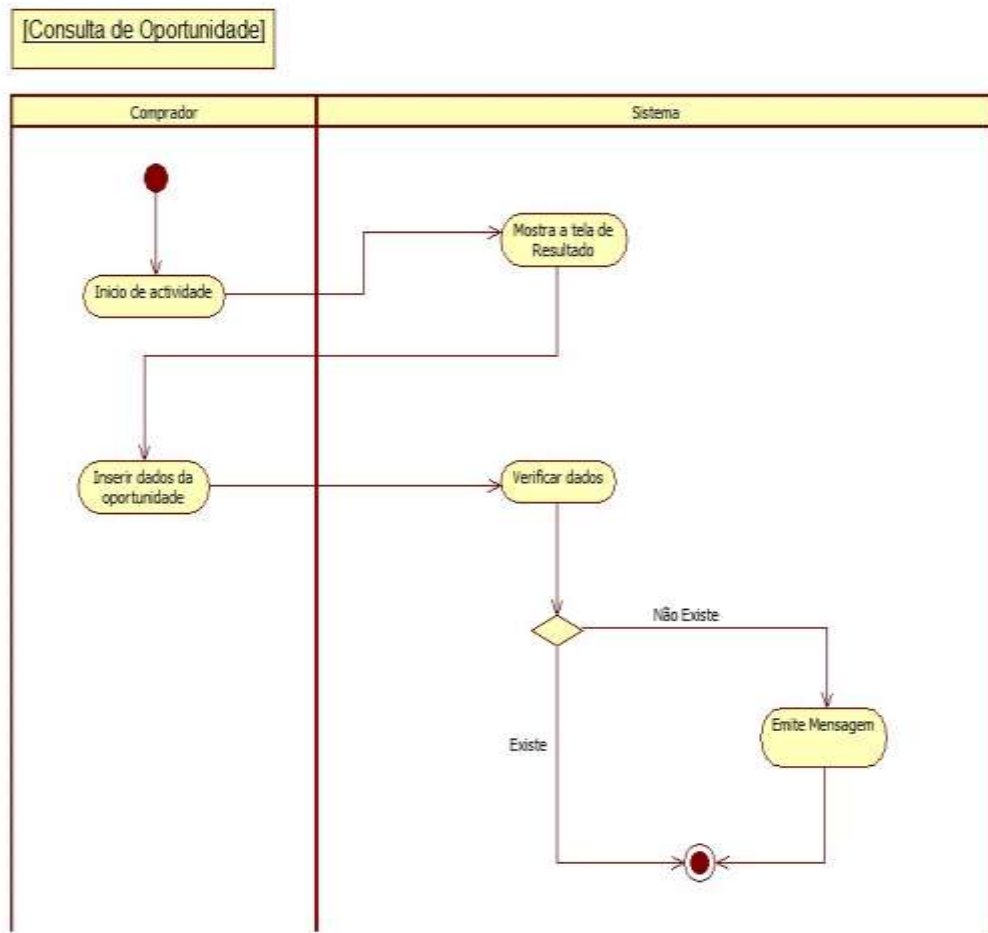 [Consulta de Oportunidade]
Comprador
Sistema
Mostra a tela de
Resultado
Inicio de actividade
Inserir dados da
oportunidade
Verificar dados
Não Existe
Emite Mensagem
Existe